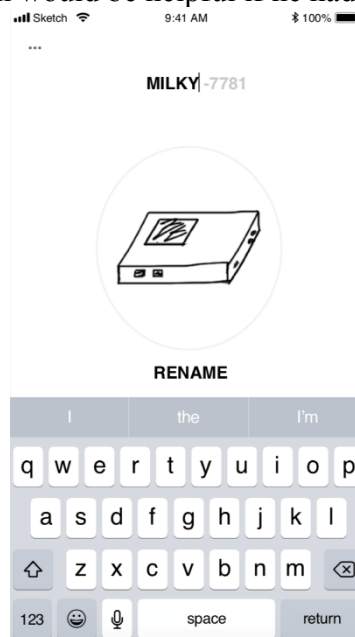 Sketch 9:41 AM 100%
...
MILKY-7781
RENAME
I the I'm
q w e r t y u i o p
a s d f g h j k l
z x c v b n m
123 space return